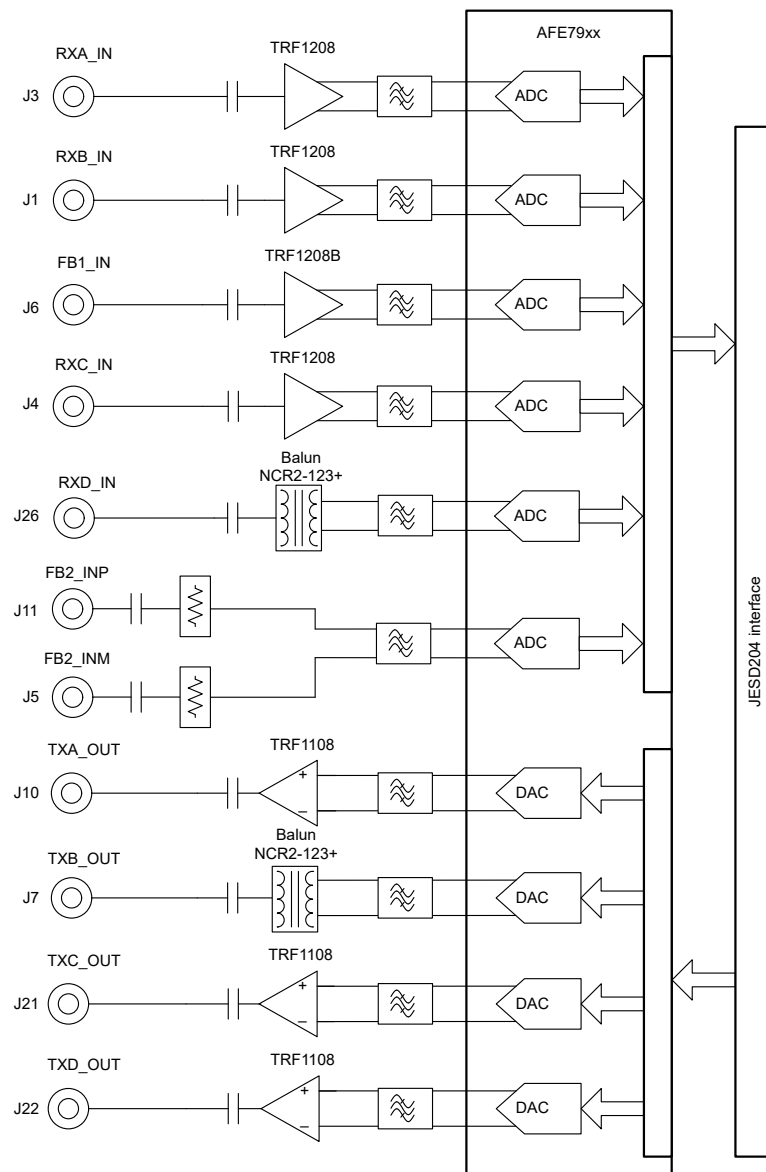 AFE79xx
RXA_IN
TRF1208
J3
ADC
RXB_IN
TRF1208
J1
ADC
FB1_IN
TRF1208B
J6
ADC
RXC_IN
TRF1208
J4
ADC
RXD_IN
Balun
NCR2-123+
J26
ADC
FB2_INP
J11
ADC
FB2_INM
J5
JESD204 interface
TXA_OUT
TRF1108
J10
+
–
DAC
TXB_OUT
Balun
NCR2-123+
J7
DAC
TXC_OUT
TRF1108
J21
+
–
DAC
TXD_OUT
TRF1108
J22
+
–
DAC